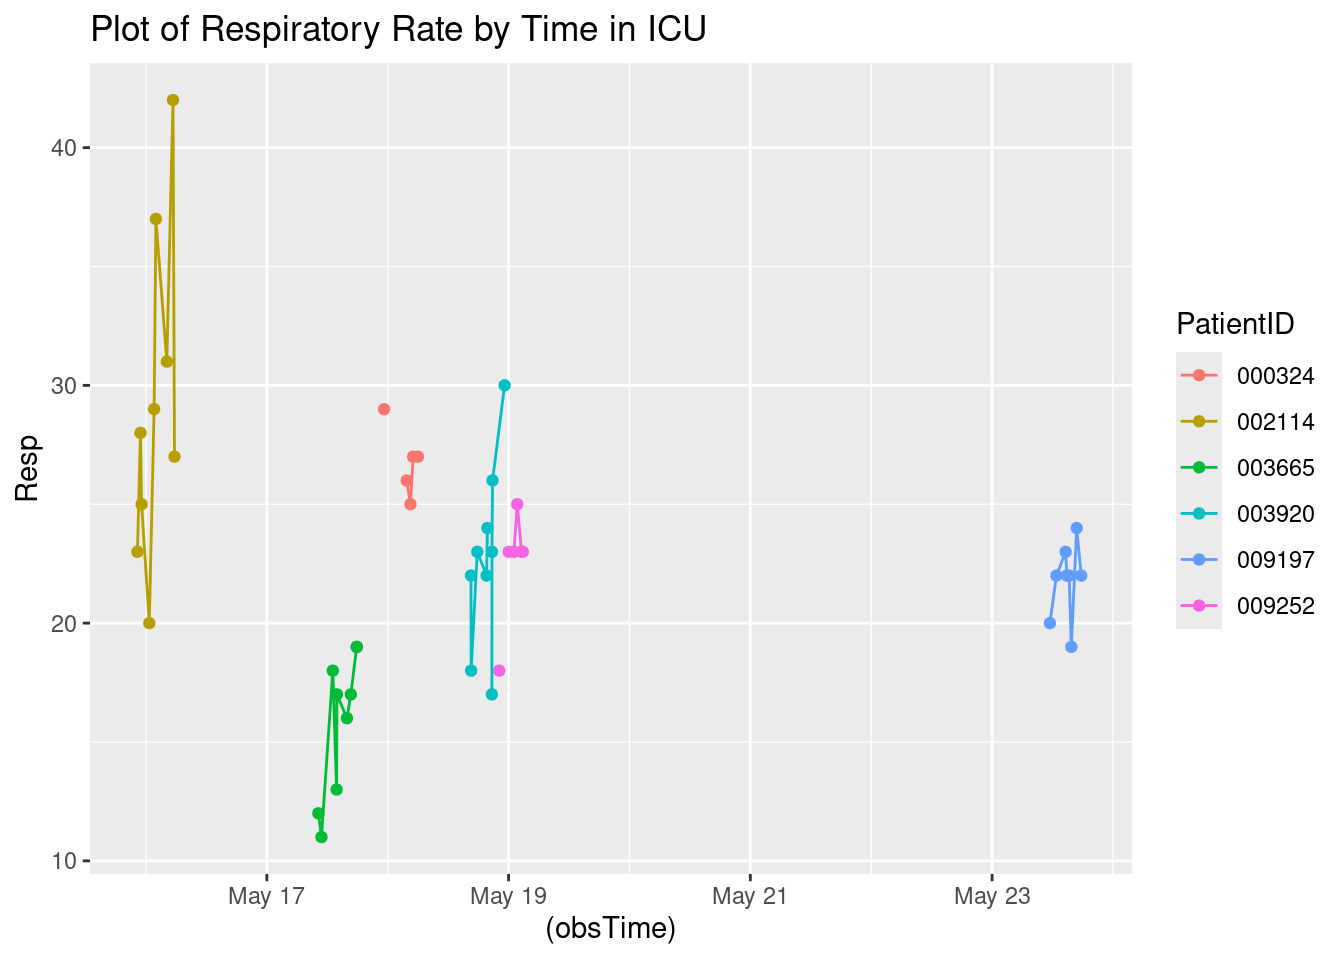 Plot of Respiratory Rate by Time in ICU
40
30
20
10
Resp
May 17 May 19 May 21 May 23
(obsTime)
PatientID
000324
002114
003665
003920
009197
009252